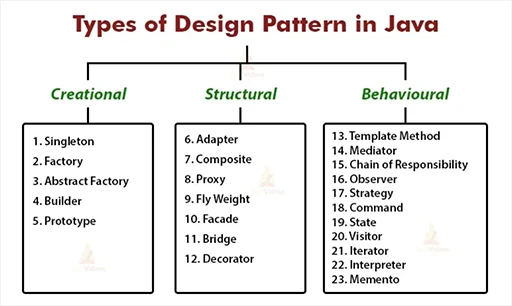 Types of Design Pattern in Java
Creational
1. Singleton
2. Factory
3. Abstract Factory
4. Builder
5. Prototype
Structural
6. Adapter
7. Composite
8. Proxy
9. Fly Weight
10. Facade
11. Bridge
12. Decorator
Behavioural
13. Template Method
14. Mediator
15. Chain of Responsibility
16. Observer
17. Strategy
18. Command
19. State
20. Visitor
21. Iterator
22. Interpreter
23. Memento